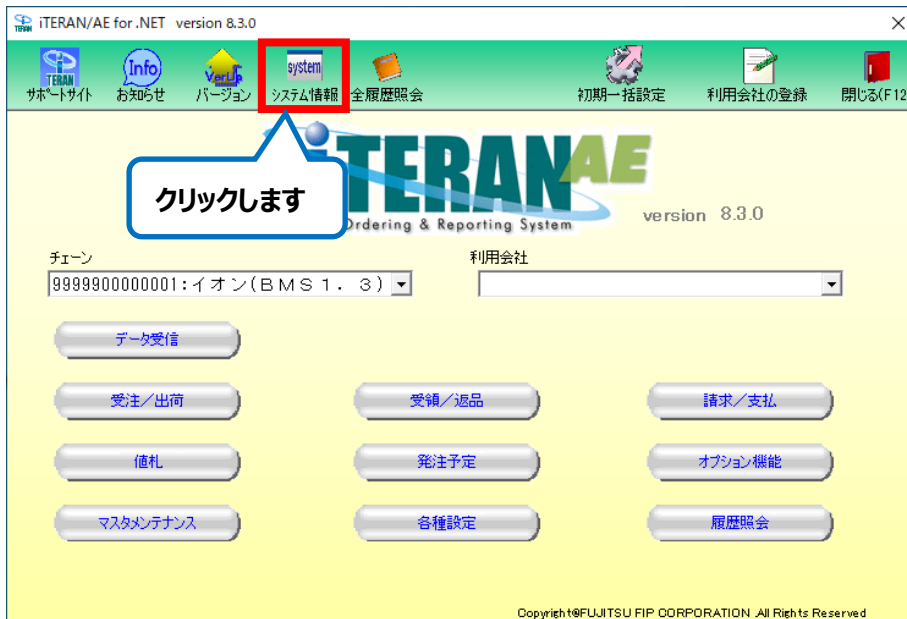 iTERAN/AE for .NET version 8.3.0
TERAN
Info
VerUp
system
サポートサイト お知らせ バージョン システム情報 全履歴照会 初期一括設定 利用会社の登録 閉じる(F12
クリックします
iTERAN AE
Ordering & Reporting System
version 8.3.0
チェーン 利用会社
9999900000001:イオン(BMS1.3)
データ受信
受注/出荷 受領/返品 請求/支払
値札 発注予定 オプション機能
マスタメンテナンス 各種設定 履歴照会
Copyright@FUJITSU FIP CORPORATION .All Rights Reserved